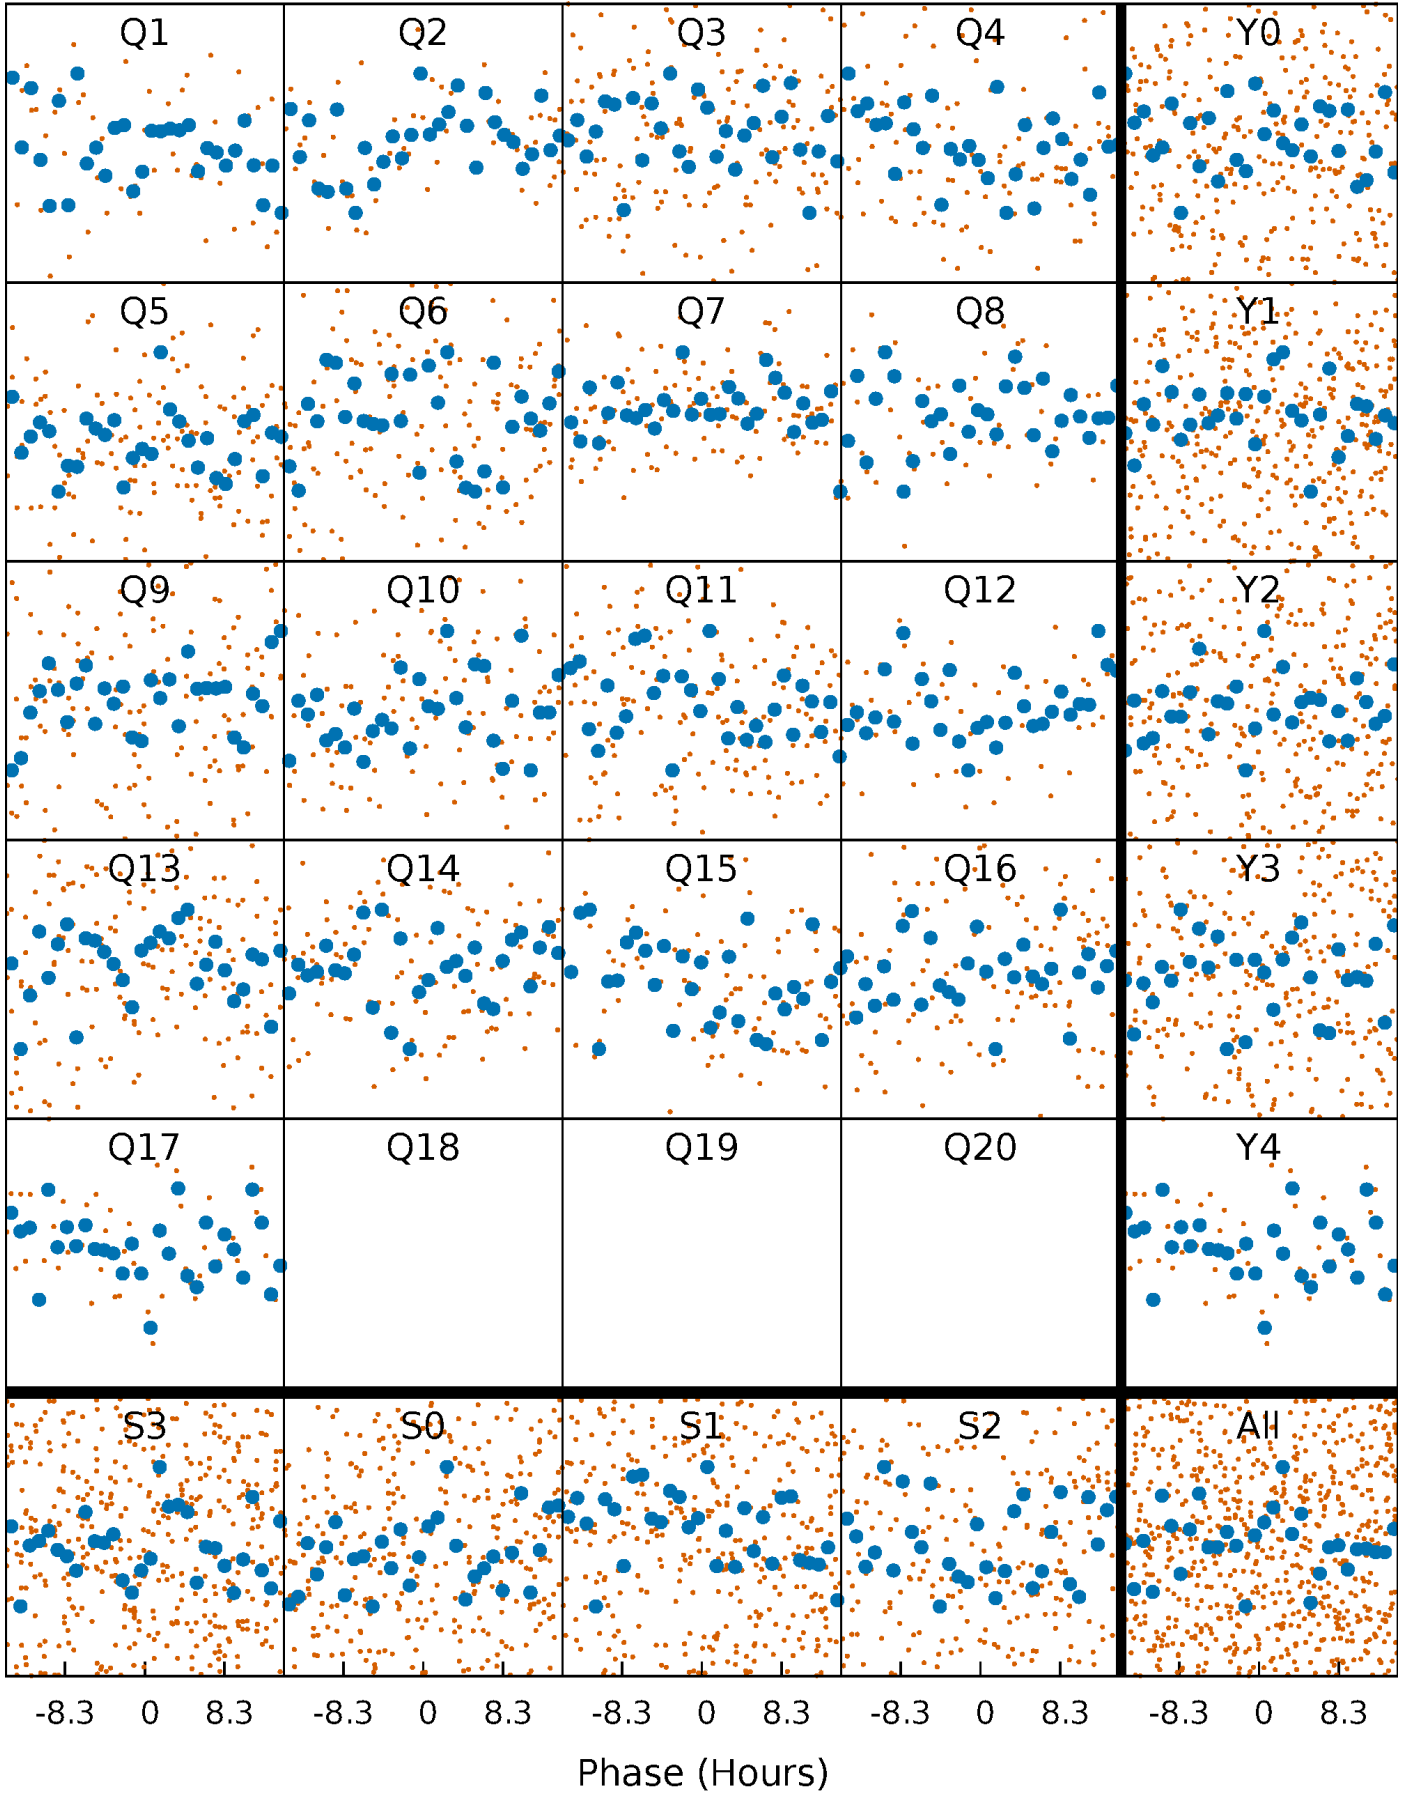 Q1 Q2 Q3 Q4 Y0
Q5 Q6 Q7 Q8 Y1
Q9 Q10 Q11 Q12 Y2
Q13 Q14 Q15 Q16 Y3
Q17 Q18 Q19 Q20 Y4
S3 S0 S1 S2 All
-8.3 0 8.3 -8.3 0 8.3 -8.3 0 8.3 -8.3 0 8.3 -8.3 0 8.3
Phase (Hours)